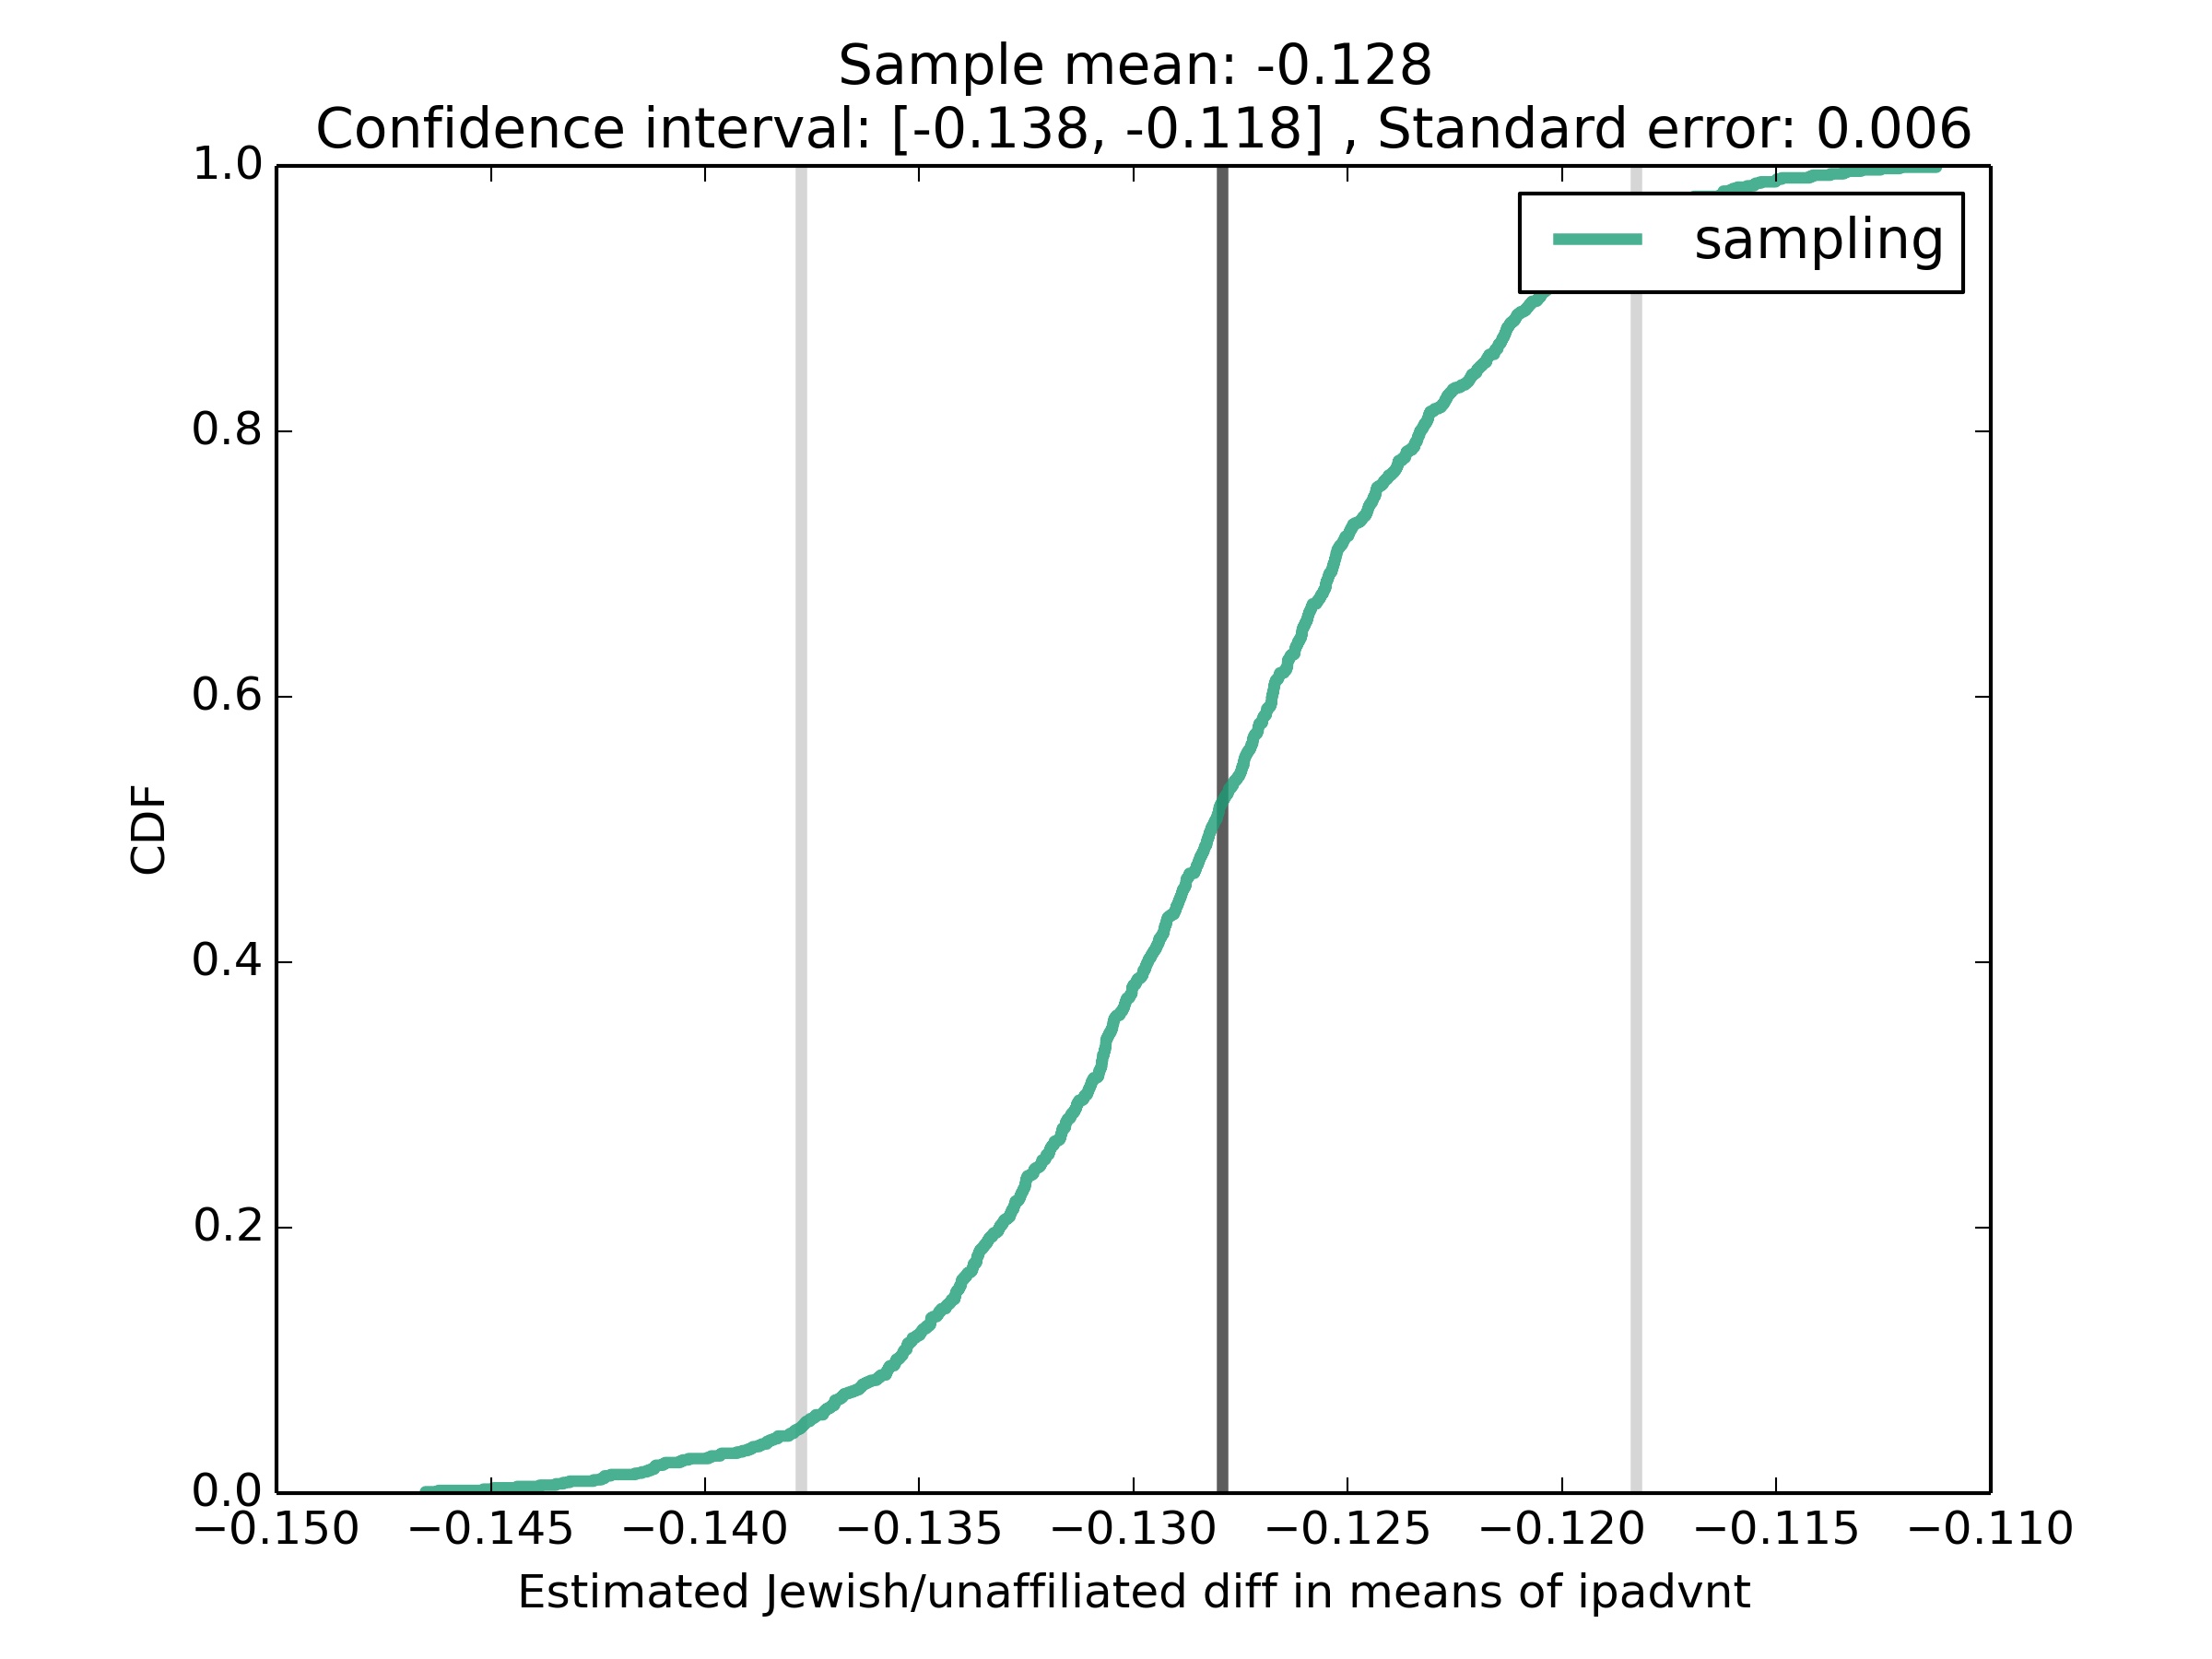 Sample mean: -0.128
Confidence interval: [-0.138, -0.118] , Standard error: 0.006
1.0
0.8
0.6
0.4
0.2
0.0
CDF
sampling
−0.150 −0.145 −0.140 −0.135 −0.130 −0.125 −0.120 −0.115 −0.110
Estimated Jewish/unaffiliated diff in means of ipadvnt